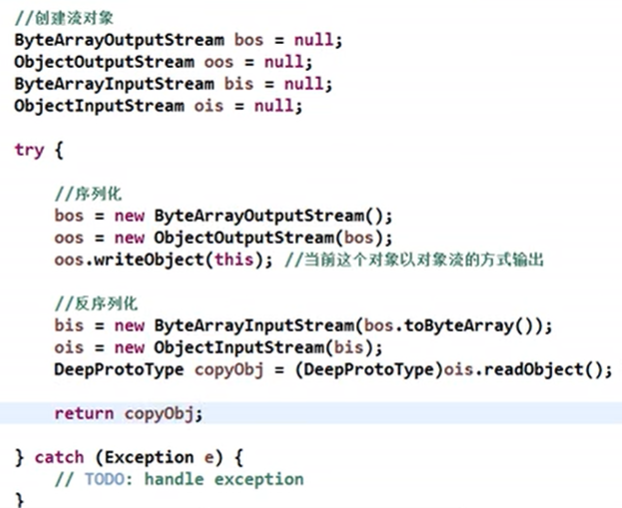 //创建流对象
ByteArrayOutputStream bos = null;
ObjectOutputStream oos = null;
ByteArrayInputStream bis = null;
ObjectInputStream ois = null;
try {
//序列化
bos = new ByteArrayOutputStream();
oos = new ObjectOutputStream(bos);
oos.writeObject(this); //当前这个对象以对象流的方式输出
//反序列化
bis = new ByteArrayInputStream(bos.toByteArray());
ois = new ObjectInputStream(bis);
DeepProtoType copyObj = (DeepProtoType)ois.readObject();
return copyObj;
} catch (Exception e) {
// TODO: handle exception
}